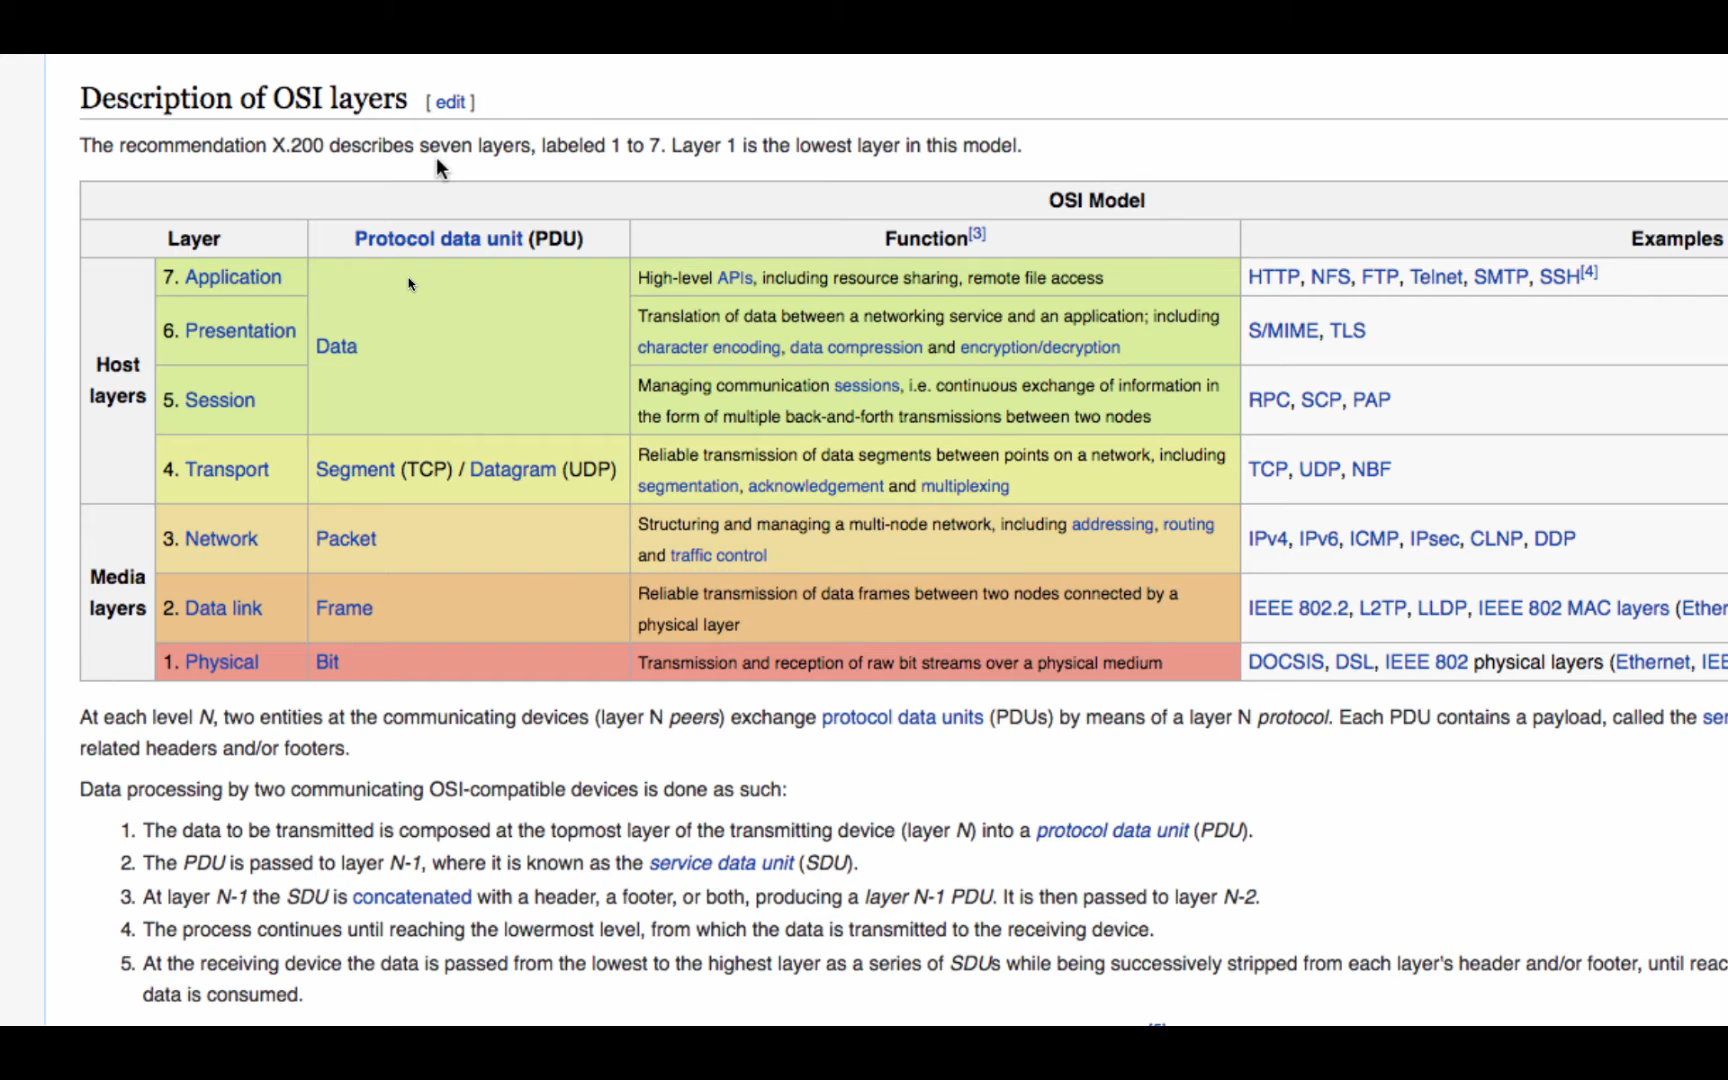 Description of OSI layers [ edit ]
The recommendation X.200 describes seven layers, labeled 1 to 7. Layer 1 is the lowest layer in this model.
OSI Model
Layer Protocol data unit (PDU) Function[3] Examples
Host layers
7. Application Data High-level APIs, including resource sharing, remote file access HTTP, NFS, FTP, Telnet, SMTP, SSH[4]
6. Presentation Translation of data between a networking service and an application; including
character encoding, data compression and encryption/decryption S/MIME, TLS
5. Session Managing communication sessions, i.e. continuous exchange of information in
the form of multiple back-and-forth transmissions between two nodes RPC, SCP, PAP
4. Transport Segment (TCP) / Datagram (UDP) Reliable transmission of data segments between points on a network, including
segmentation, acknowledgement and multiplexing TCP, UDP, NBF
Media layers
3. Network Packet Structuring and managing a multi-node network, including addressing, routing
and traffic control IPv4, IPv6, ICMP, IPsec, CLNP, DDP
2. Data link Frame Reliable transmission of data frames between two nodes connected by a
physical layer IEEE 802.2, L2TP, LLDP, IEEE 802 MAC layers (Ether
1. Physical Bit Transmission and reception of raw bit streams over a physical medium DOCSIS, DSL, IEEE 802 physical layers (Ethernet, IEE
At each level N, two entities at the communicating devices (layer N peers) exchange protocol data units (PDUs) by means of a layer N protocol. Each PDU contains a payload, called the ser
related headers and/or footers.
Data processing by two communicating OSI-compatible devices is done as such:
1. The data to be transmitted is composed at the topmost layer of the transmitting device (layer N) into a protocol data unit (PDU).
2. The PDU is passed to layer N-1, where it is known as the service data unit (SDU).
3. At layer N-1 the SDU is concatenated with a header, a footer, or both, producing a layer N-1 PDU. It is then passed to layer N-2.
4. The process continues until reaching the lowermost level, from which the data is transmitted to the receiving device.
5. At the receiving device the data is passed from the lowest to the highest layer as a series of SDUs while being successively stripped from each layer's header and/or footer, until reac
data is consumed.